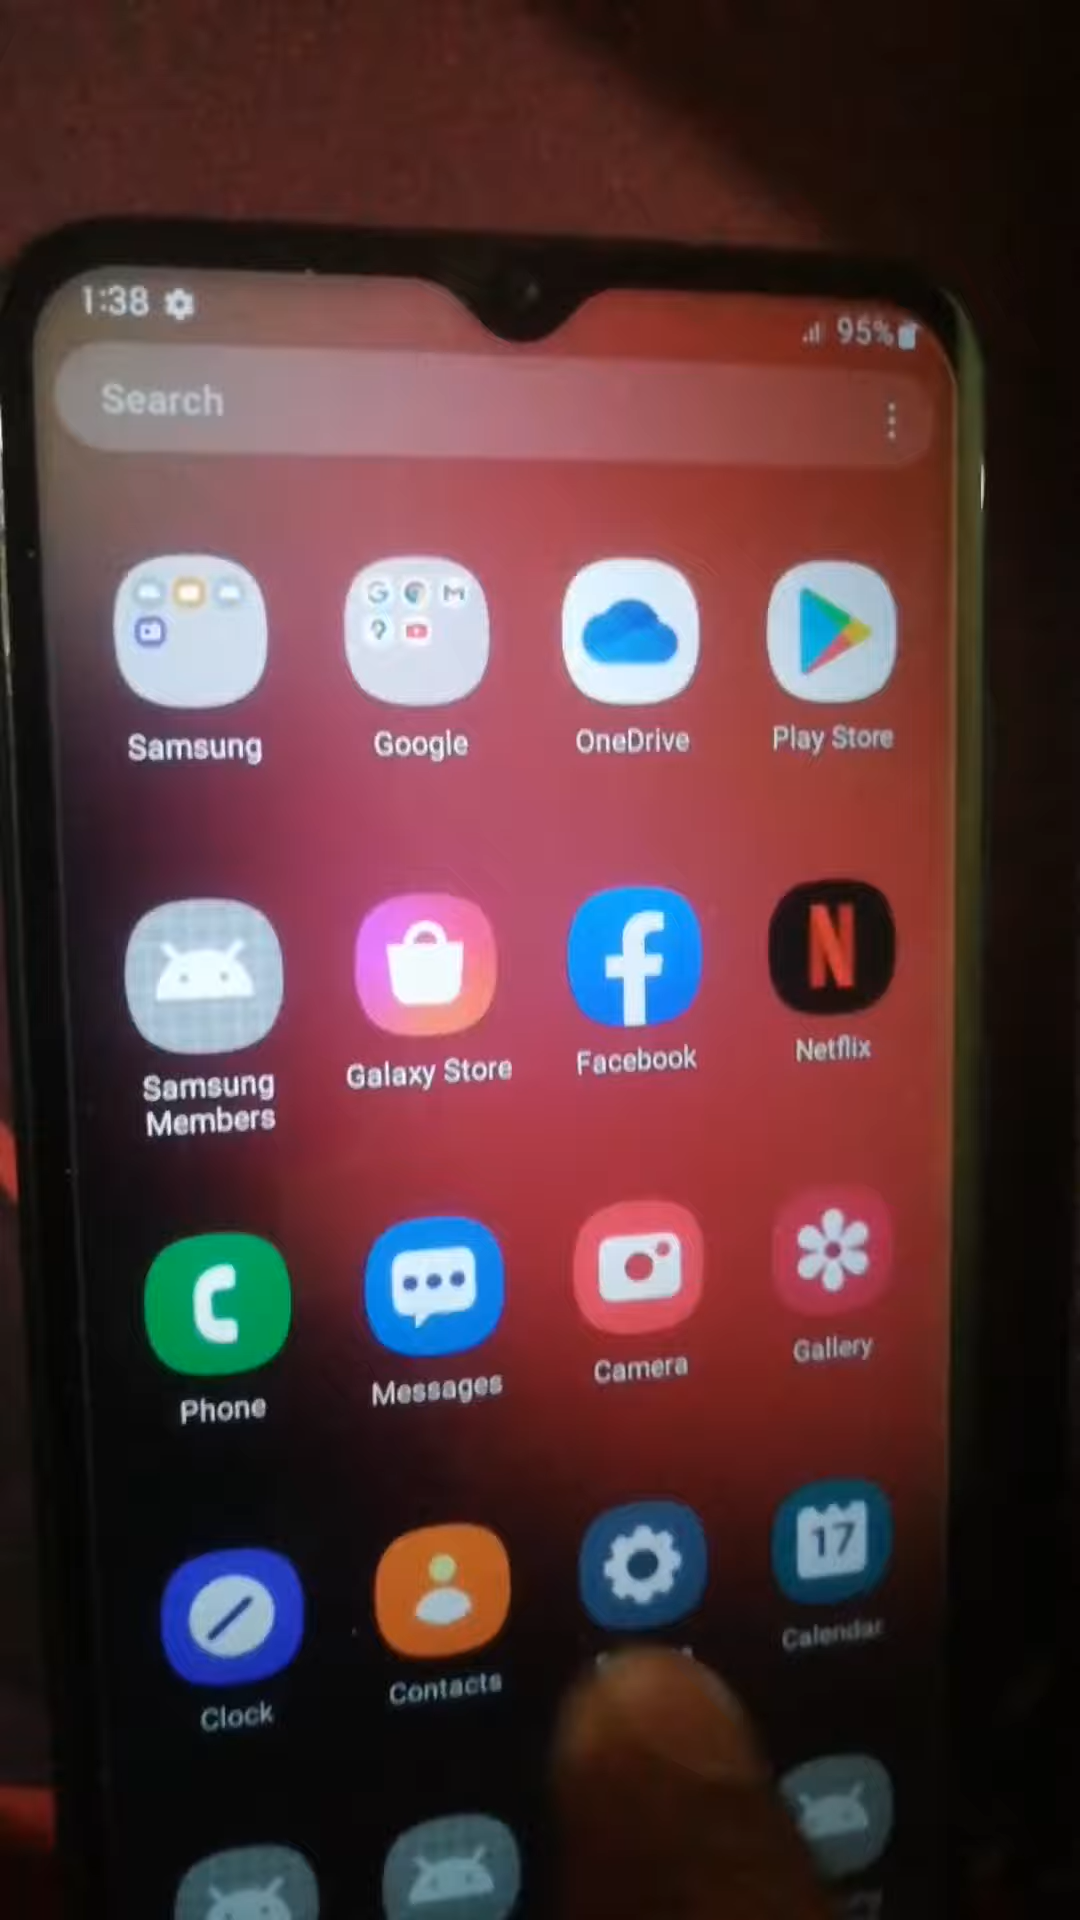 1:38
95%
Search
Samsung
Google
OneDrive
Play Store
Samsung
Members
Galaxy Store
Facebook
Netflix
Phone
Messages
Camera
Gallery
17
Clock
Contacts
Calendar